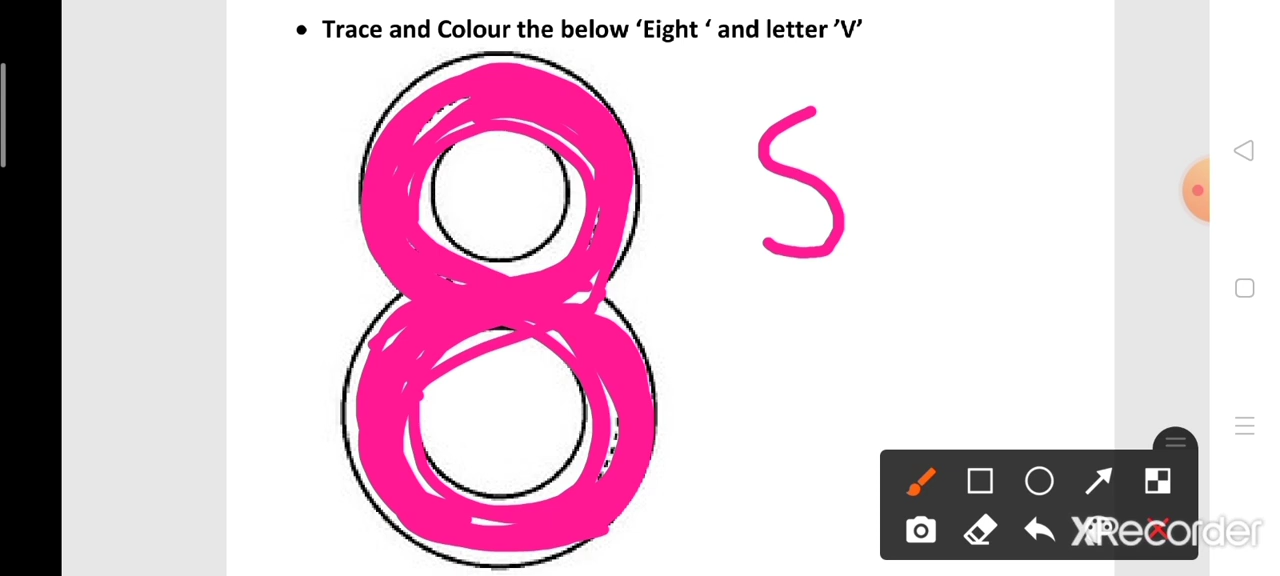 • Trace and Colour the below ‘Eight ‘ and letter ’V’
8 S
XRecorder